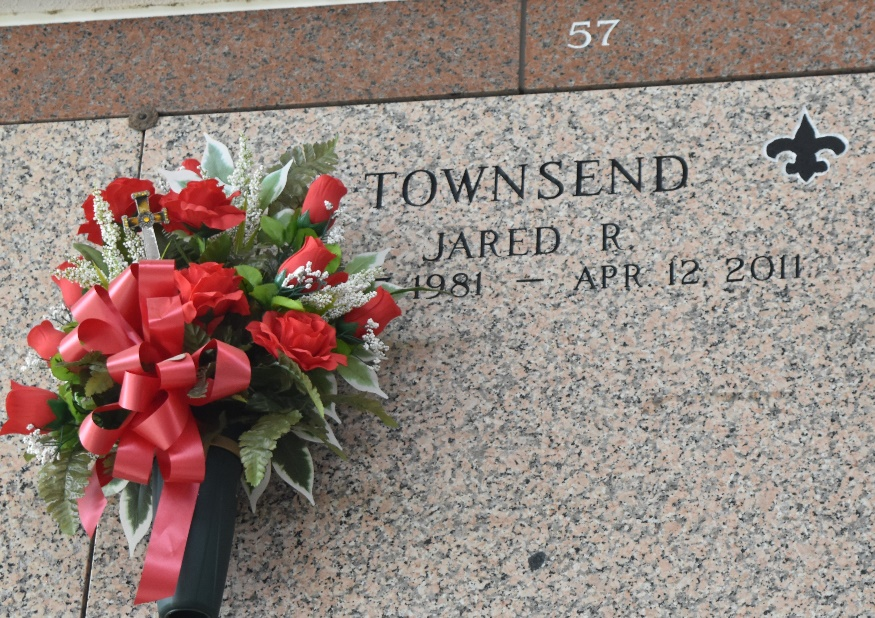 57
TOWNSEND
JARED R.
1981 — APR. 12, 2011